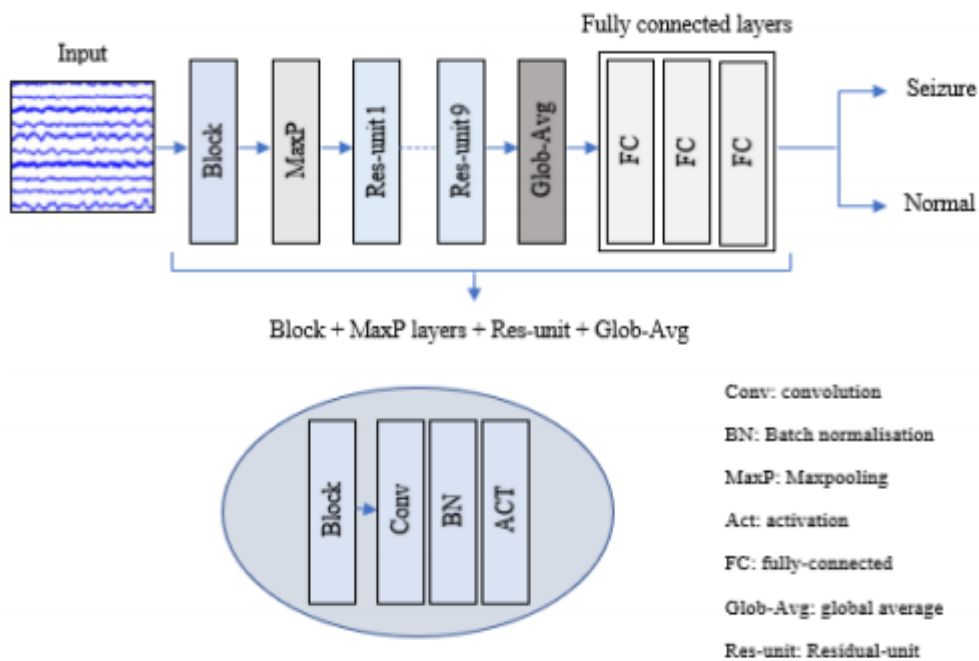 Fully connected layers
Input
Block
MaxP
Res-unit 1
Res-unit 9
Glob-Avg
FC
FC
FC
Seizure
Normal
Block + MaxP layers + Res-unit + Glob-Avg
Block
Conv
BN
ACT
Conv: convolution
BN: Batch normalisation
MaxP: Maxpooling
Act: activation
FC: fully-connected
Glob-Avg: global average
Res-unit: Residual-unit